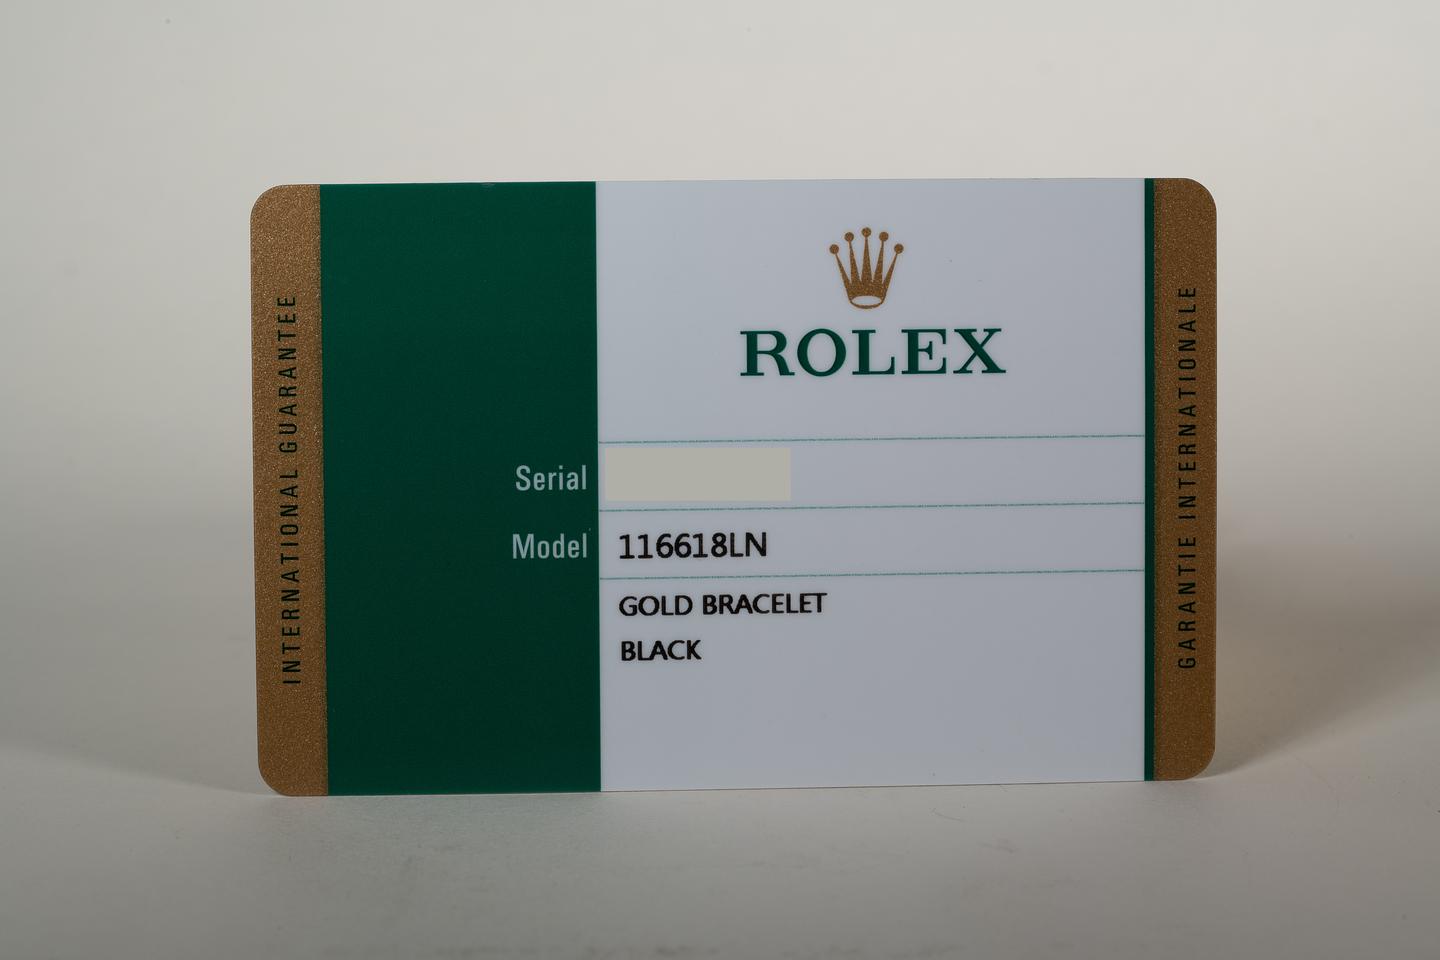 INTERNATIONAL GUARANTEE
ROLEX
Serial
Model 116618LN
GOLD BRACELET
BLACK
GARANTIE INTERNATIONALE